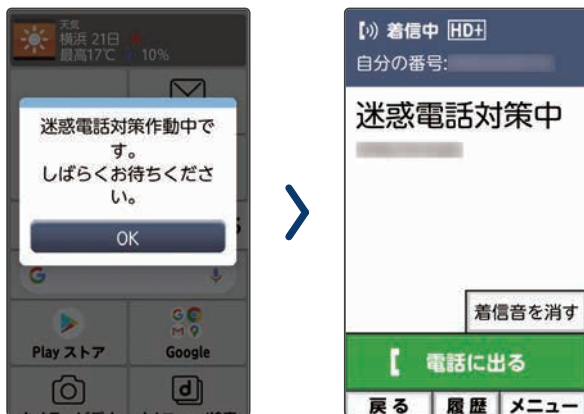 天気
横浜 21日
最高17℃ 10%
迷惑電話対策作動中で
す。
しばらくお待ちくださ
い。
OK
Play ストア
Google
着信中 HD+
自分の番号:
迷惑電話対策中
着信音を消す
電話に出る
戻る
履歴
メニュー